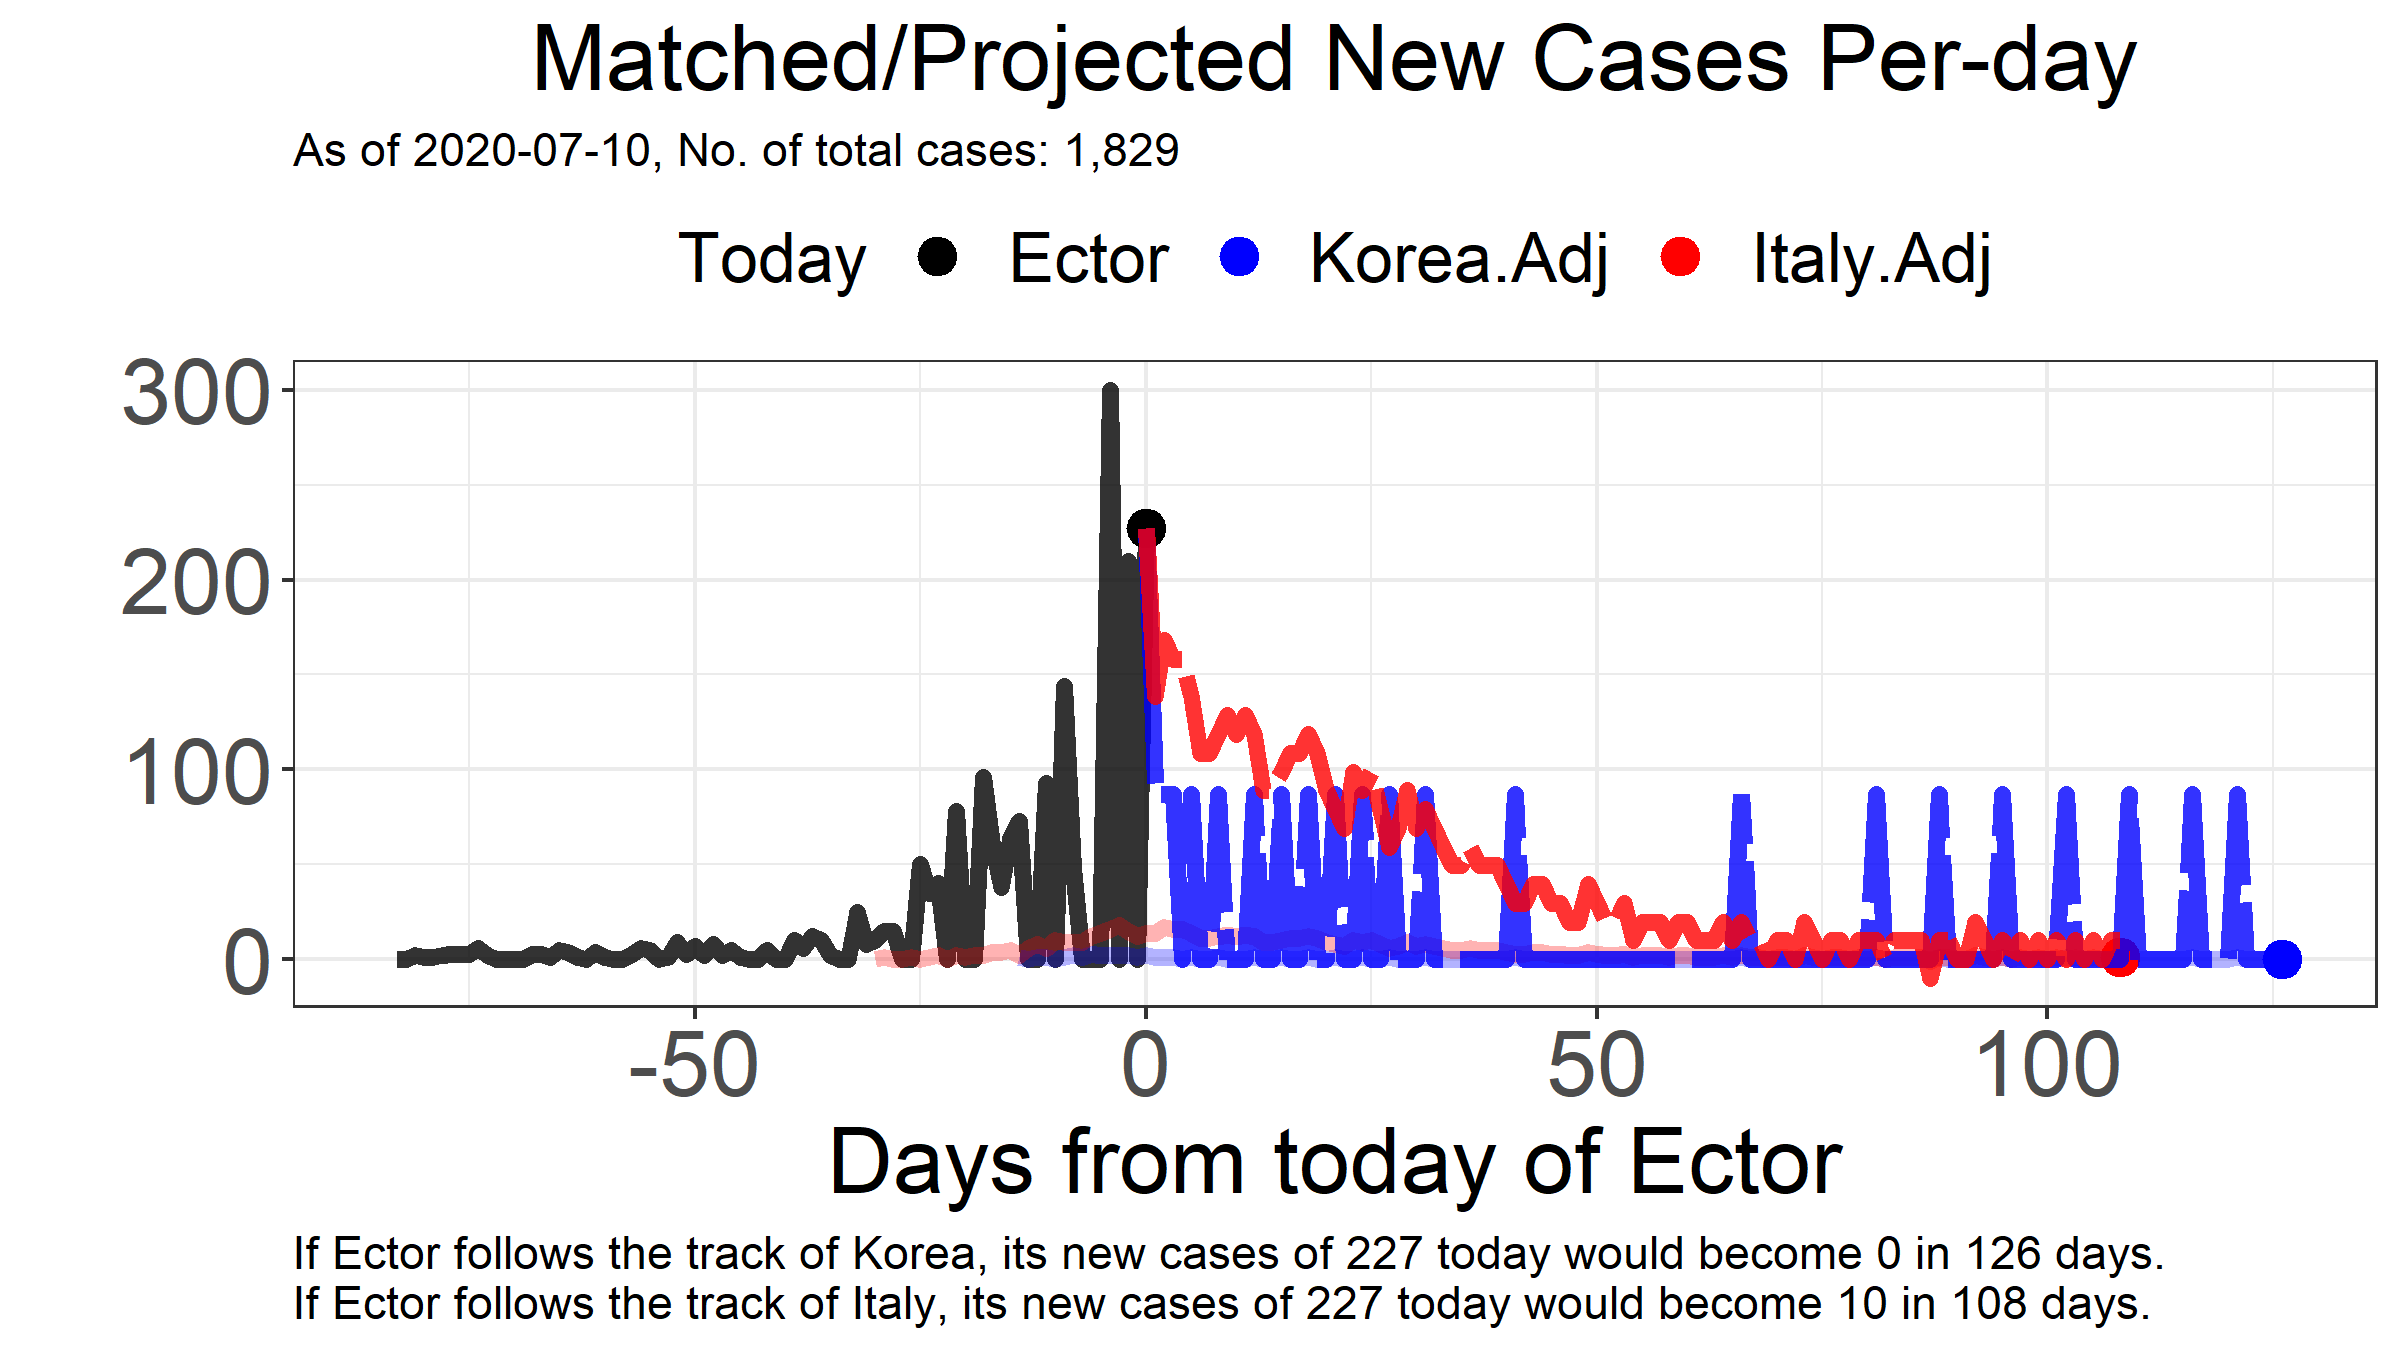 Matched/Projected New Cases Per-day
As of 2020-07-10, No. of total cases: 1,829
Today Ector Korea.Adj Italy.Adj
300
200
100
0
-50 0 50 100
Days from today of Ector
If Ector follows the track of Korea, its new cases of 227 today would become 0 in 126 days.
If Ector follows the track of Italy, its new cases of 227 today would become 10 in 108 days.